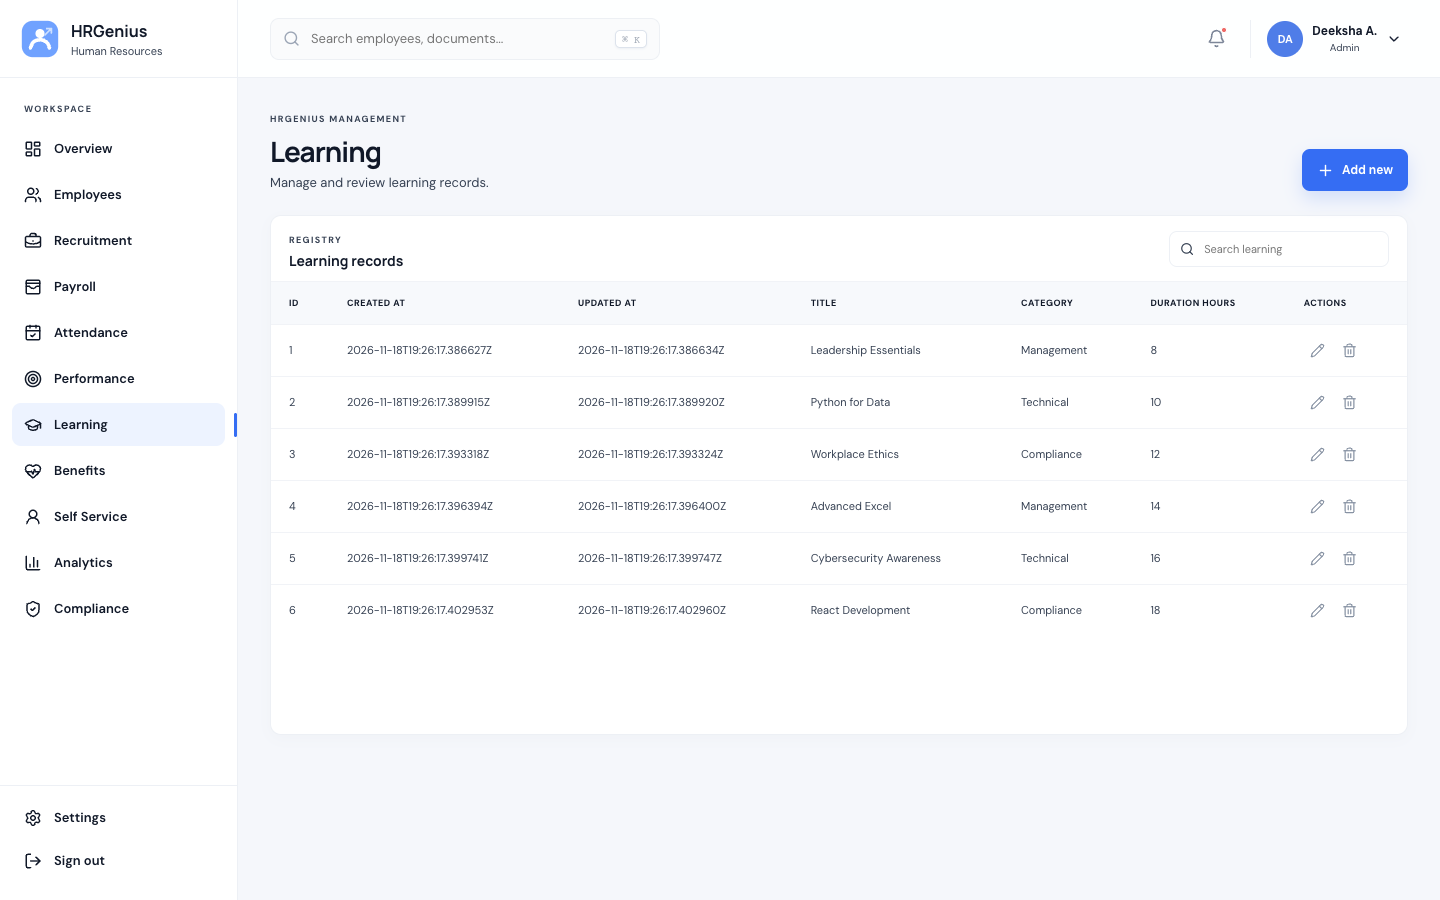 HRGenius
Human Resources
Search employees, documents...
⌘ K
DA
Deeksha A.
Admin
WORKSPACE
Overview
Employees
Recruitment
Payroll
Attendance
Performance
Learning
Benefits
Self Service
Analytics
Compliance
Settings
Sign out
HRGENIUS MANAGEMENT
Learning
Manage and review learning records.
Add new
REGISTRY
Learning records
Search learning
ID CREATED AT UPDATED AT TITLE CATEGORY DURATION HOURS ACTIONS
1 2026-11-18T19:26:17.386627Z 2026-11-18T19:26:17.386634Z Leadership Essentials Management 8
2 2026-11-18T19:26:17.389915Z 2026-11-18T19:26:17.389920Z Python for Data Technical 10
3 2026-11-18T19:26:17.393318Z 2026-11-18T19:26:17.393324Z Workplace Ethics Compliance 12
4 2026-11-18T19:26:17.396394Z 2026-11-18T19:26:17.396400Z Advanced Excel Management 14
5 2026-11-18T19:26:17.399741Z 2026-11-18T19:26:17.399747Z Cybersecurity Awareness Technical 16
6 2026-11-18T19:26:17.402953Z 2026-11-18T19:26:17.402960Z React Development Compliance 18